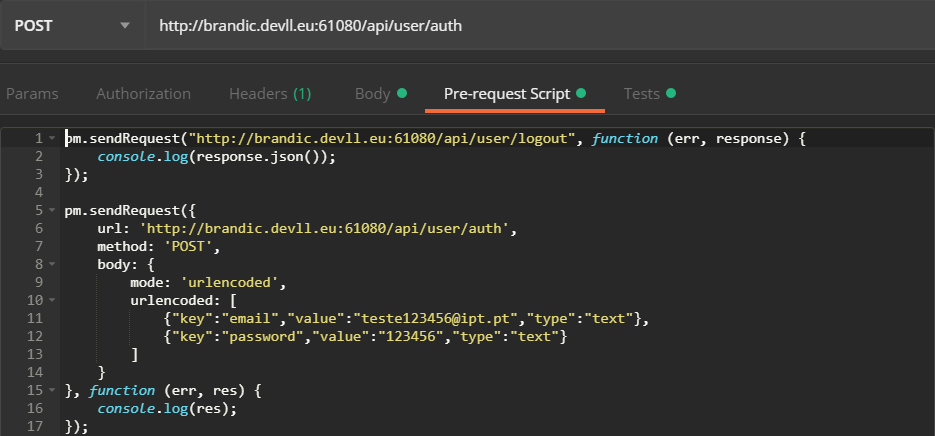 POST http://brandic.devll.eu:61080/api/user/auth
Params Authorization Headers (1) Body Pre-request Script Tests
1 pm.sendRequest("http://brandic.devll.eu:61080/api/user/logout", function (err, response) {
2     console.log(response.json());
3 });
4
5 pm.sendRequest({
6     url: 'http://brandic.devll.eu:61080/api/user/auth',
7     method: 'POST',
8     body: {
9         mode: 'urlencoded',
10         urlencoded: [
11             {"key":"email","value":"teste123456@ipt.pt","type":"text"},
12             {"key":"password","value":"123456","type":"text"}
13         ]
14     }
15 }, function (err, res) {
16     console.log(res);
17 });